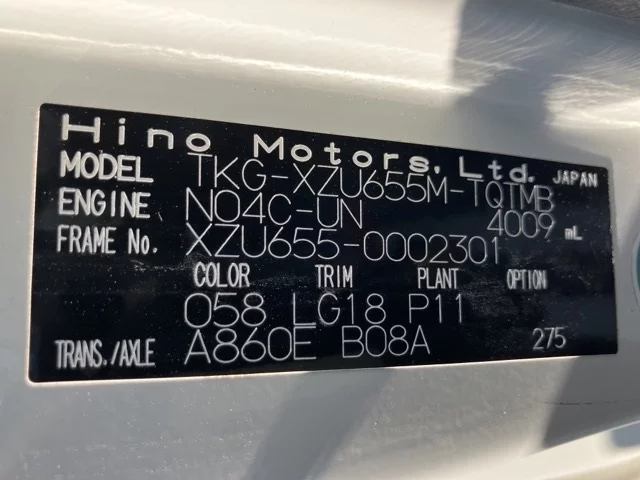 Hino Motors, Ltd. JAPAN
MODEL TKG-XZU655M-TQTMB
ENGINE N04C-UN 4009 mL
FRAME No. XZU655-0002301
COLOR TRIM PLANT OPTION
058 LG18 P11
TRANS./AXLE A860E B08A 275